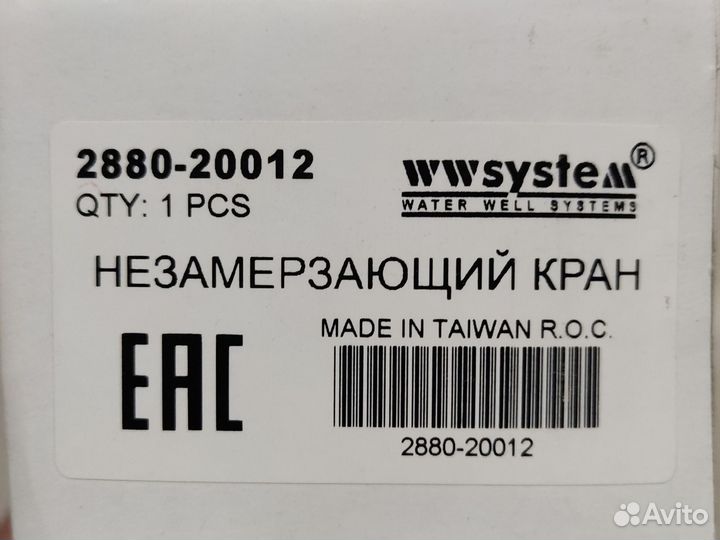 2880-20012
QTY: 1 PCS
wwsystem®
WATER WELL SYSTEMS
НЕЗАМЕРЗАЮЩИЙ КРАН
EAC
MADE IN TAIWAN R.O.C.
2880-20012
Avito